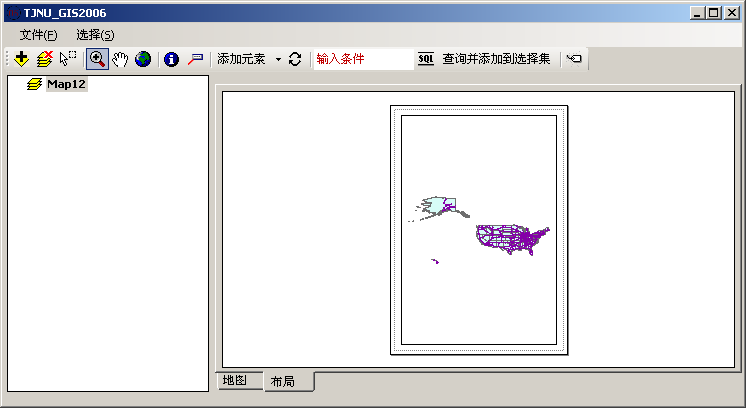 TJNU_GIS2006
文件(F) 选择(S)
添加元素 输入条件 SQL 查询并添加到选择集
Map12
地图 布局